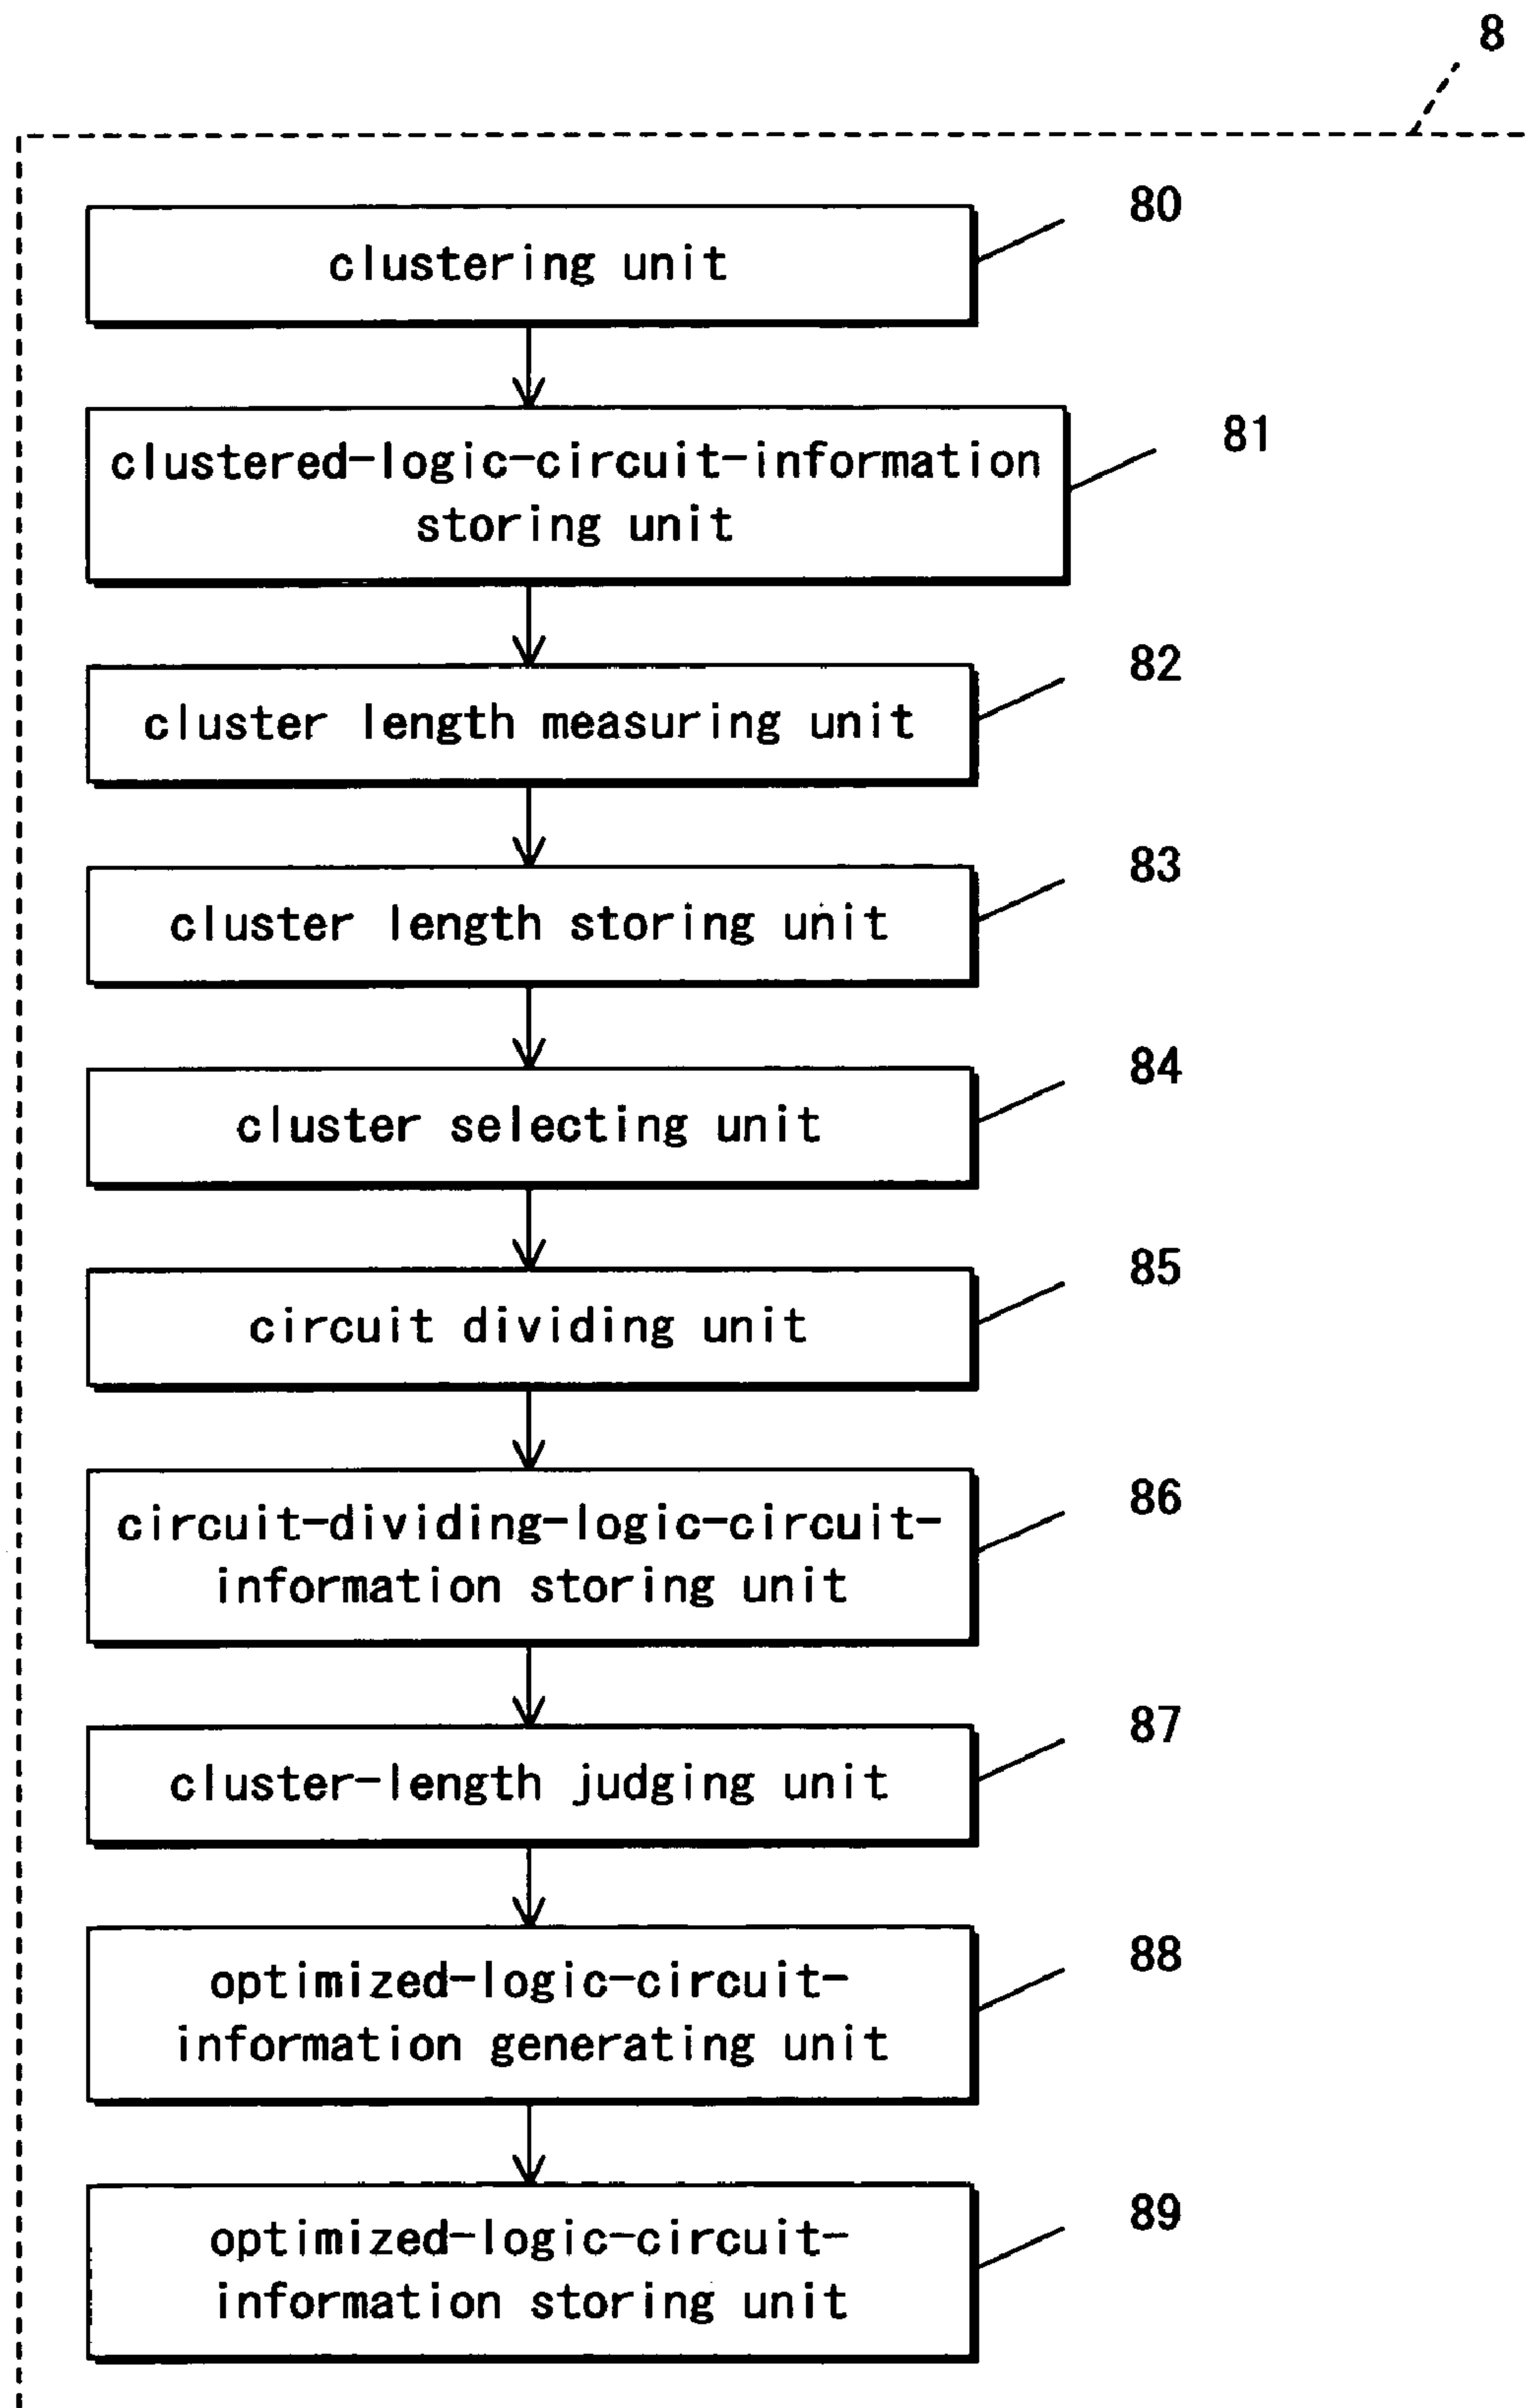 8
80
clustering unit
81
clustered-logic-circuit-information
storing unit
82
cluster length measuring unit
83
cluster length storing unit
84
cluster selecting unit
85
circuit dividing unit
86
circuit-dividing-logic-circuit-
information storing unit
87
cluster-length judging unit
88
optimized-logic-circuit-
information generating unit
89
optimized-logic-circuit-
information storing unit